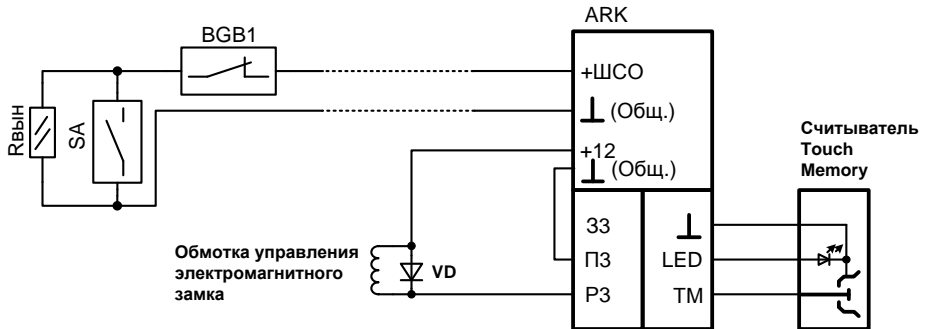 ARK
BGB1
+ШСО
⊥ (Общ.)
Rвын
SA
+12
⊥ (Общ.)
Считыватель
Touch
Memory
ЗЗ
⊥
Обмотка управления
электромагнитного
замка
VD
ПЗ
LED
РЗ
TM